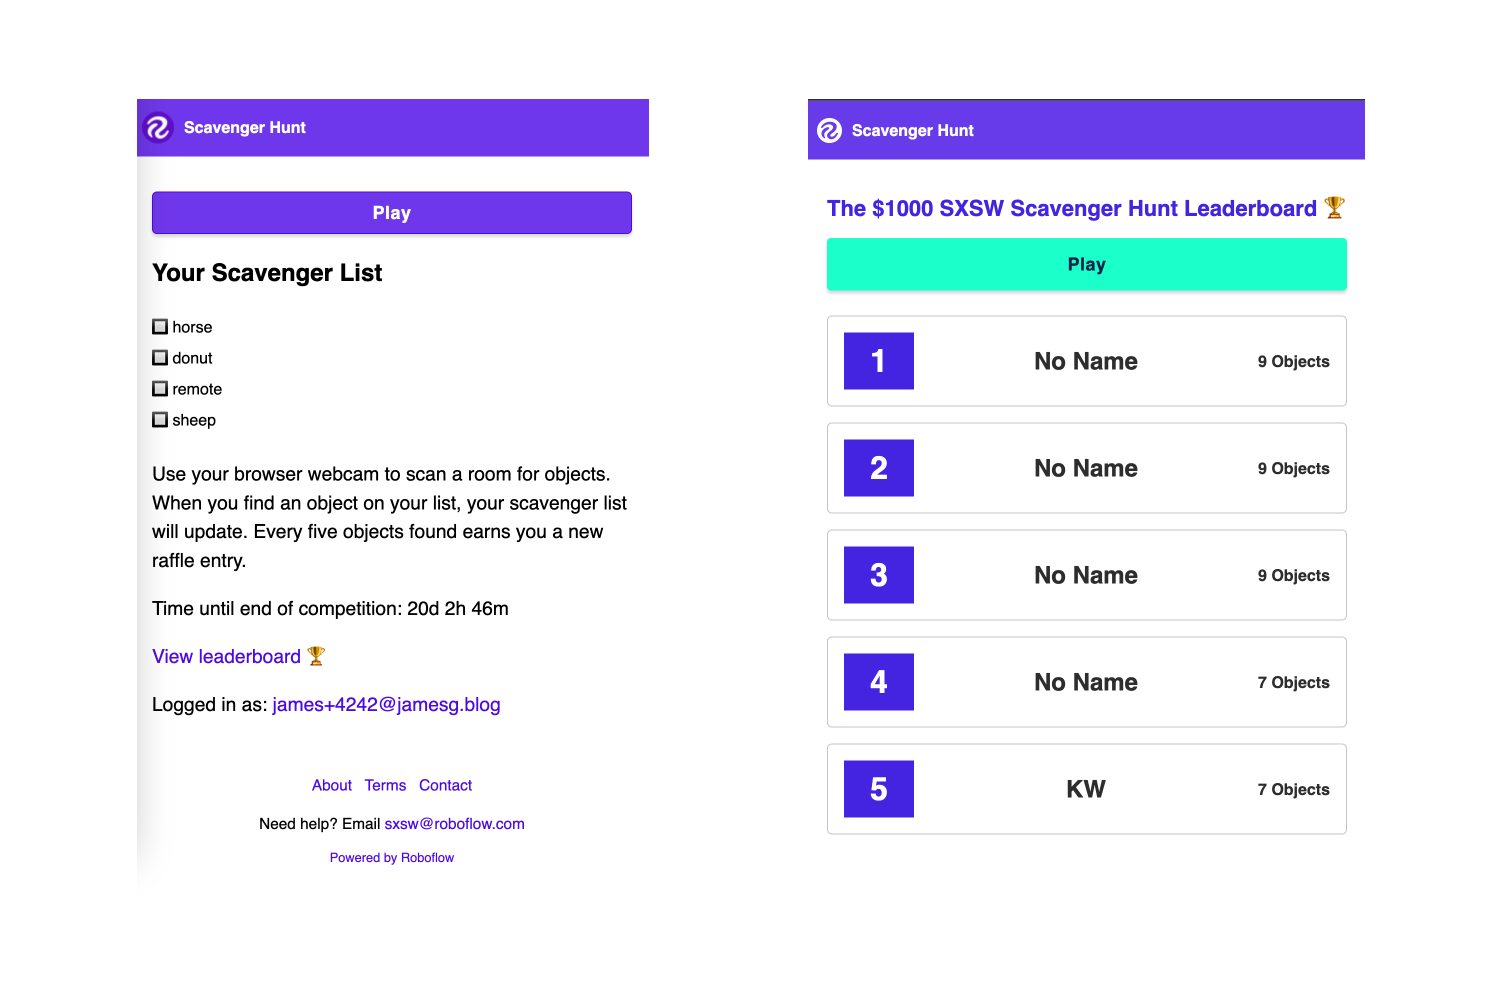 Scavenger Hunt
Play
Your Scavenger List
horse
donut
remote
sheep
Use your browser webcam to scan a room for objects.
When you find an object on your list, your scavenger list
will update. Every five objects found earns you a new
raffle entry.
Time until end of competition: 20d 2h 46m
View leaderboard 🏆
Logged in as: james+4242@jamesg.blog
About Terms Contact
Need help? Email sxsw@roboflow.com
Powered by Roboflow
Scavenger Hunt
The $1000 SXSW Scavenger Hunt Leaderboard 🏆
Play
1 No Name 9 Objects
2 No Name 9 Objects
3 No Name 9 Objects
4 No Name 7 Objects
5 KW 7 Objects